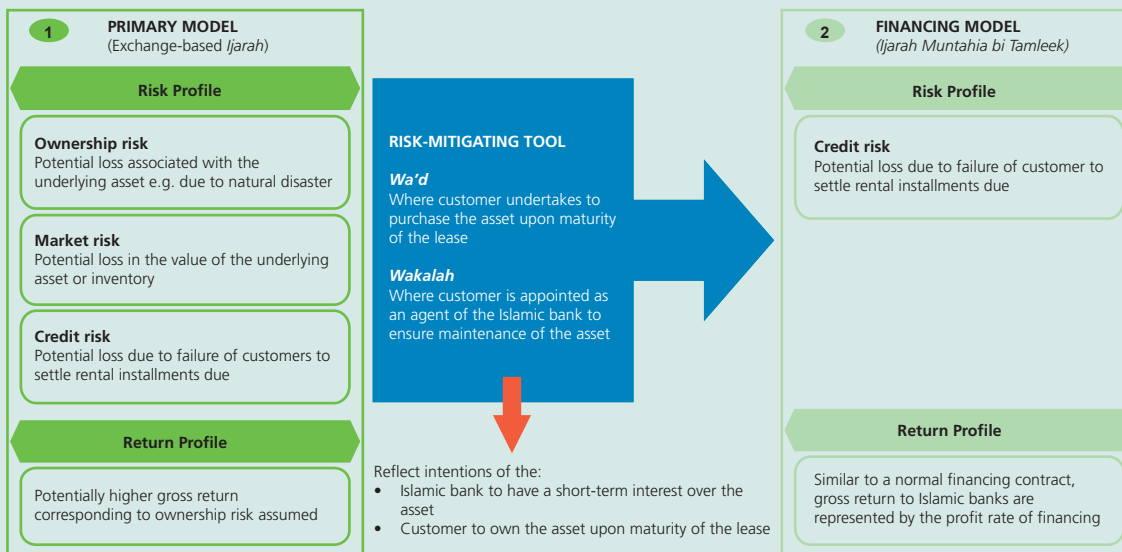 1
PRIMARY MODEL
(Exchange-based Ijarah)
Risk Profile
Ownership risk
Potential loss associated with the
underlying asset e.g. due to natural disaster
Market risk
Potential loss in the value of the underlying
asset or inventory
Credit risk
Potential loss due to failure of customers to
settle rental installments due
Return Profile
Potentially higher gross return
corresponding to ownership risk assumed
RISK-MITIGATING TOOL
Wa’d
Where customer undertakes to
purchase the asset upon maturity
of the lease
Wakalah
Where customer is appointed as
an agent of the Islamic bank to
ensure maintenance of the asset
Reflect intentions of the:
• Islamic bank to have a short-term interest over the
asset
• Customer to own the asset upon maturity of the lease
2
FINANCING MODEL
(Ijarah Muntahia bi Tamleek)
Risk Profile
Credit risk
Potential loss due to failure of customer to
settle rental installments due
Return Profile
Similar to a normal financing contract,
gross return to Islamic banks are
represented by the profit rate of financing